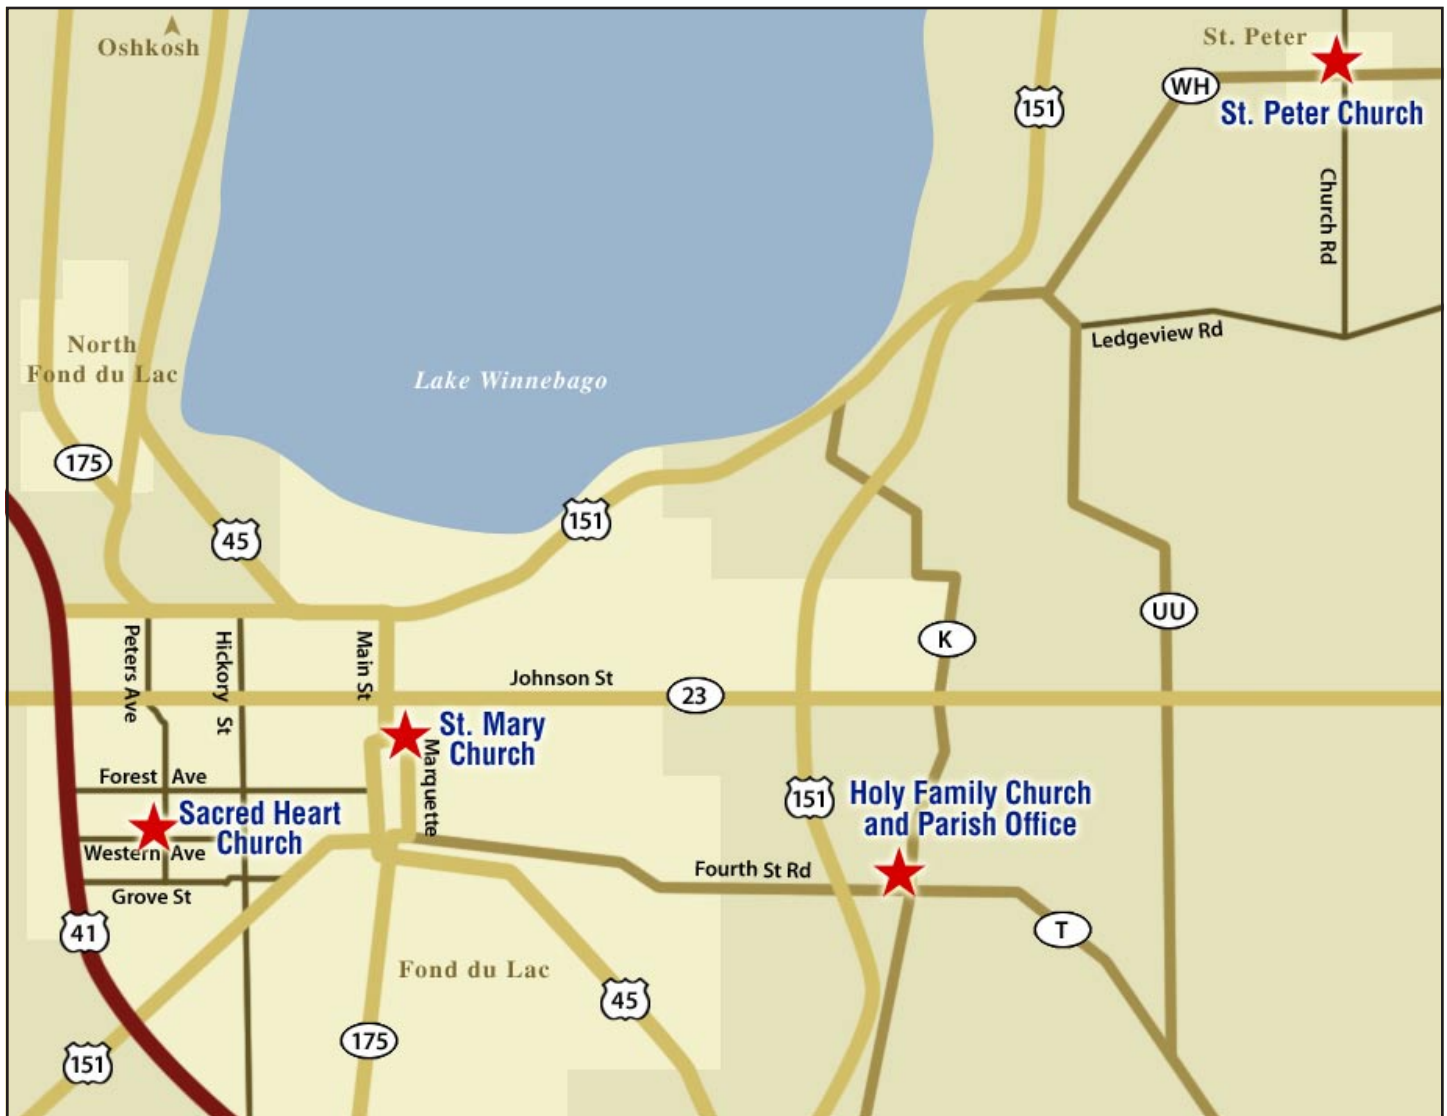 Oshkosh
St. Peter
WH
151
St. Peter Church
Church Rd
Ledgeview Rd
North
Fond du Lac
Lake Winnebago
175
45
151
UU
K
Peters Ave
Hickory St
Main St
Johnson St
23
St. Mary
Church
Marquette
Forest Ave
Sacred Heart
Church
151
Holy Family Church
and Parish Office
Western Ave
Fourth St Rd
Grove St
41
T
Fond du Lac
45
175
151